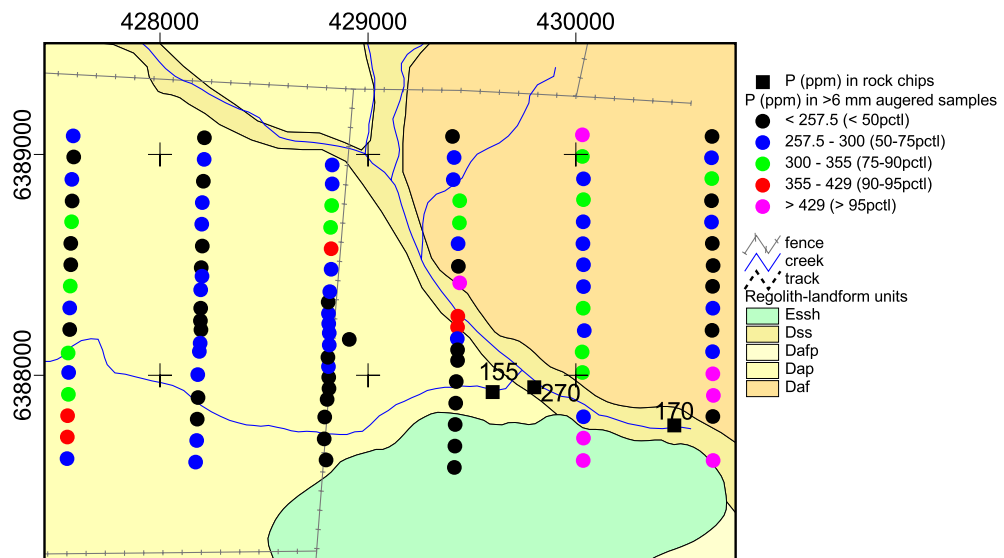 428000 429000 430000
6389000
6388000
155
270
170
P (ppm) in rock chips
P (ppm) in >6 mm augered samples
< 257.5 (< 50pctl)
257.5 - 300 (50-75pctl)
300 - 355 (75-90pctl)
355 - 429 (90-95pctl)
> 429 (> 95pctl)
fence
creek
track
Regolith-landform units
Essh
Dss
Dafp
Dap
Daf